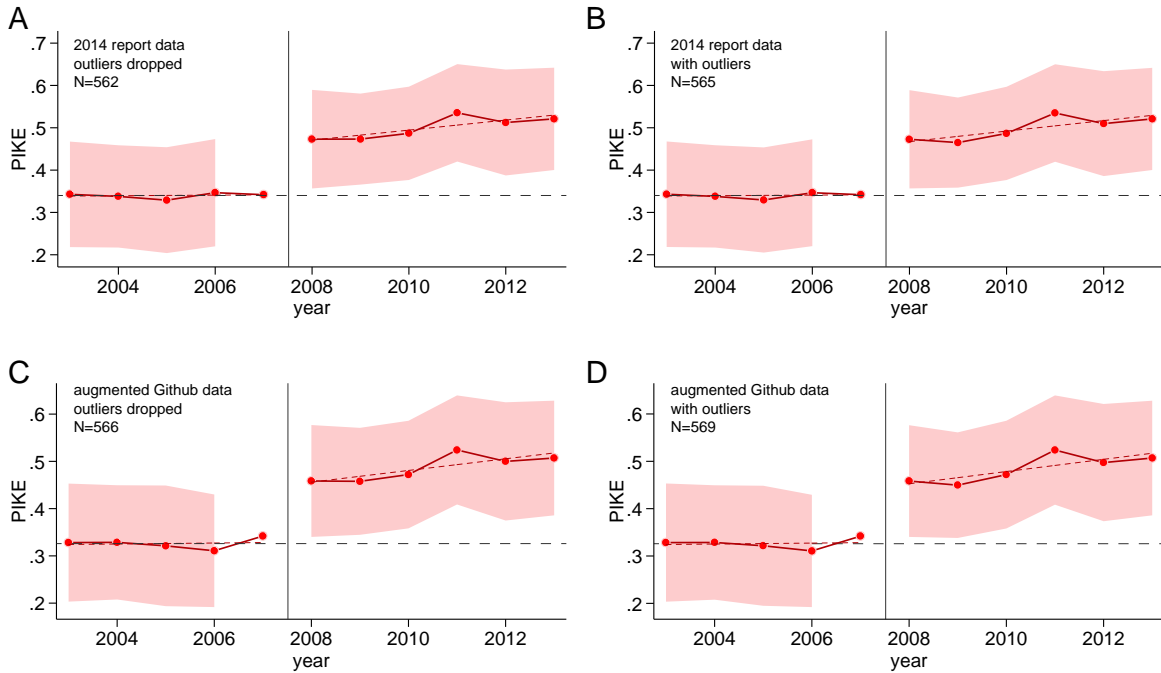 A
2014 report data
outliers dropped
N=562
PIKE
.7
.6
.5
.4
.3
.2
2004 2006 2008 2010 2012
year
B
2014 report data
with outliers
N=565
PIKE
.7
.6
.5
.4
.3
.2
2004 2006 2008 2010 2012
year
C
augmented Github data
outliers dropped
N=566
PIKE
.6
.5
.4
.3
.2
2004 2006 2008 2010 2012
year
D
augmented Github data
with outliers
N=569
PIKE
.6
.5
.4
.3
.2
2004 2006 2008 2010 2012
year